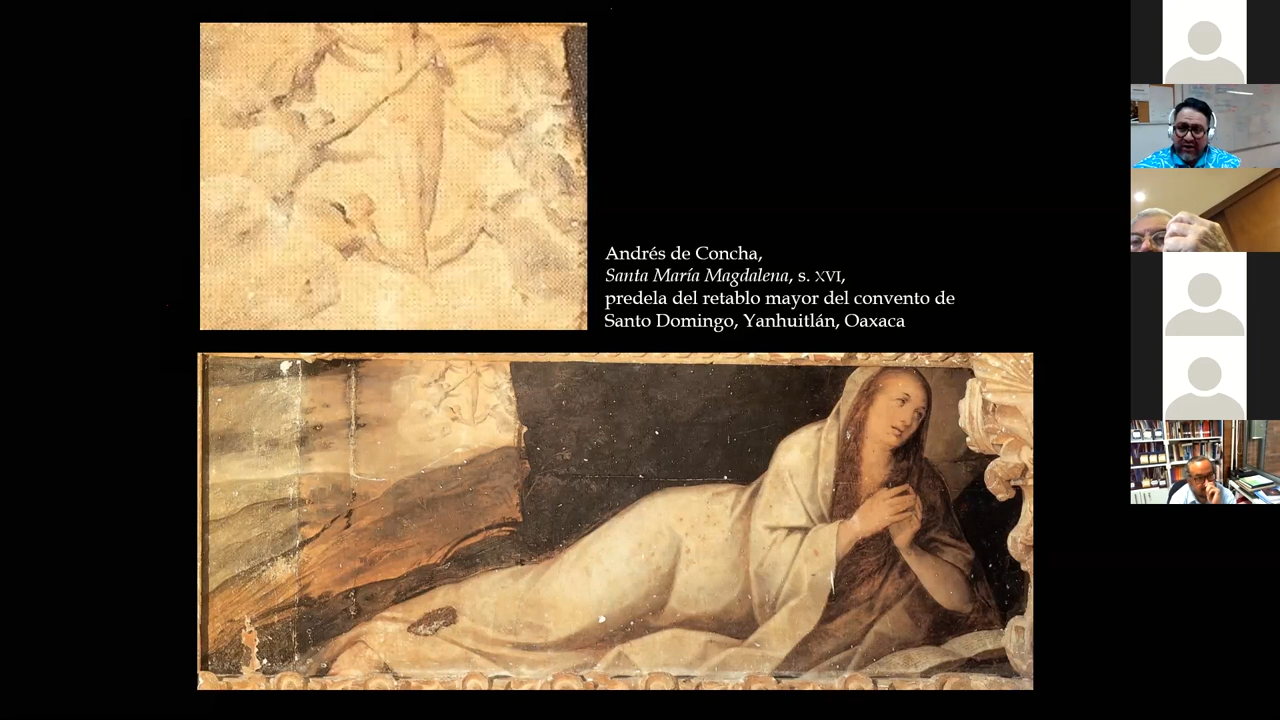 Andrés de Concha,
Santa María Magdalena, s. XVI,
predela del retablo mayor del convento de
Santo Domingo, Yanhuitlán, Oaxaca